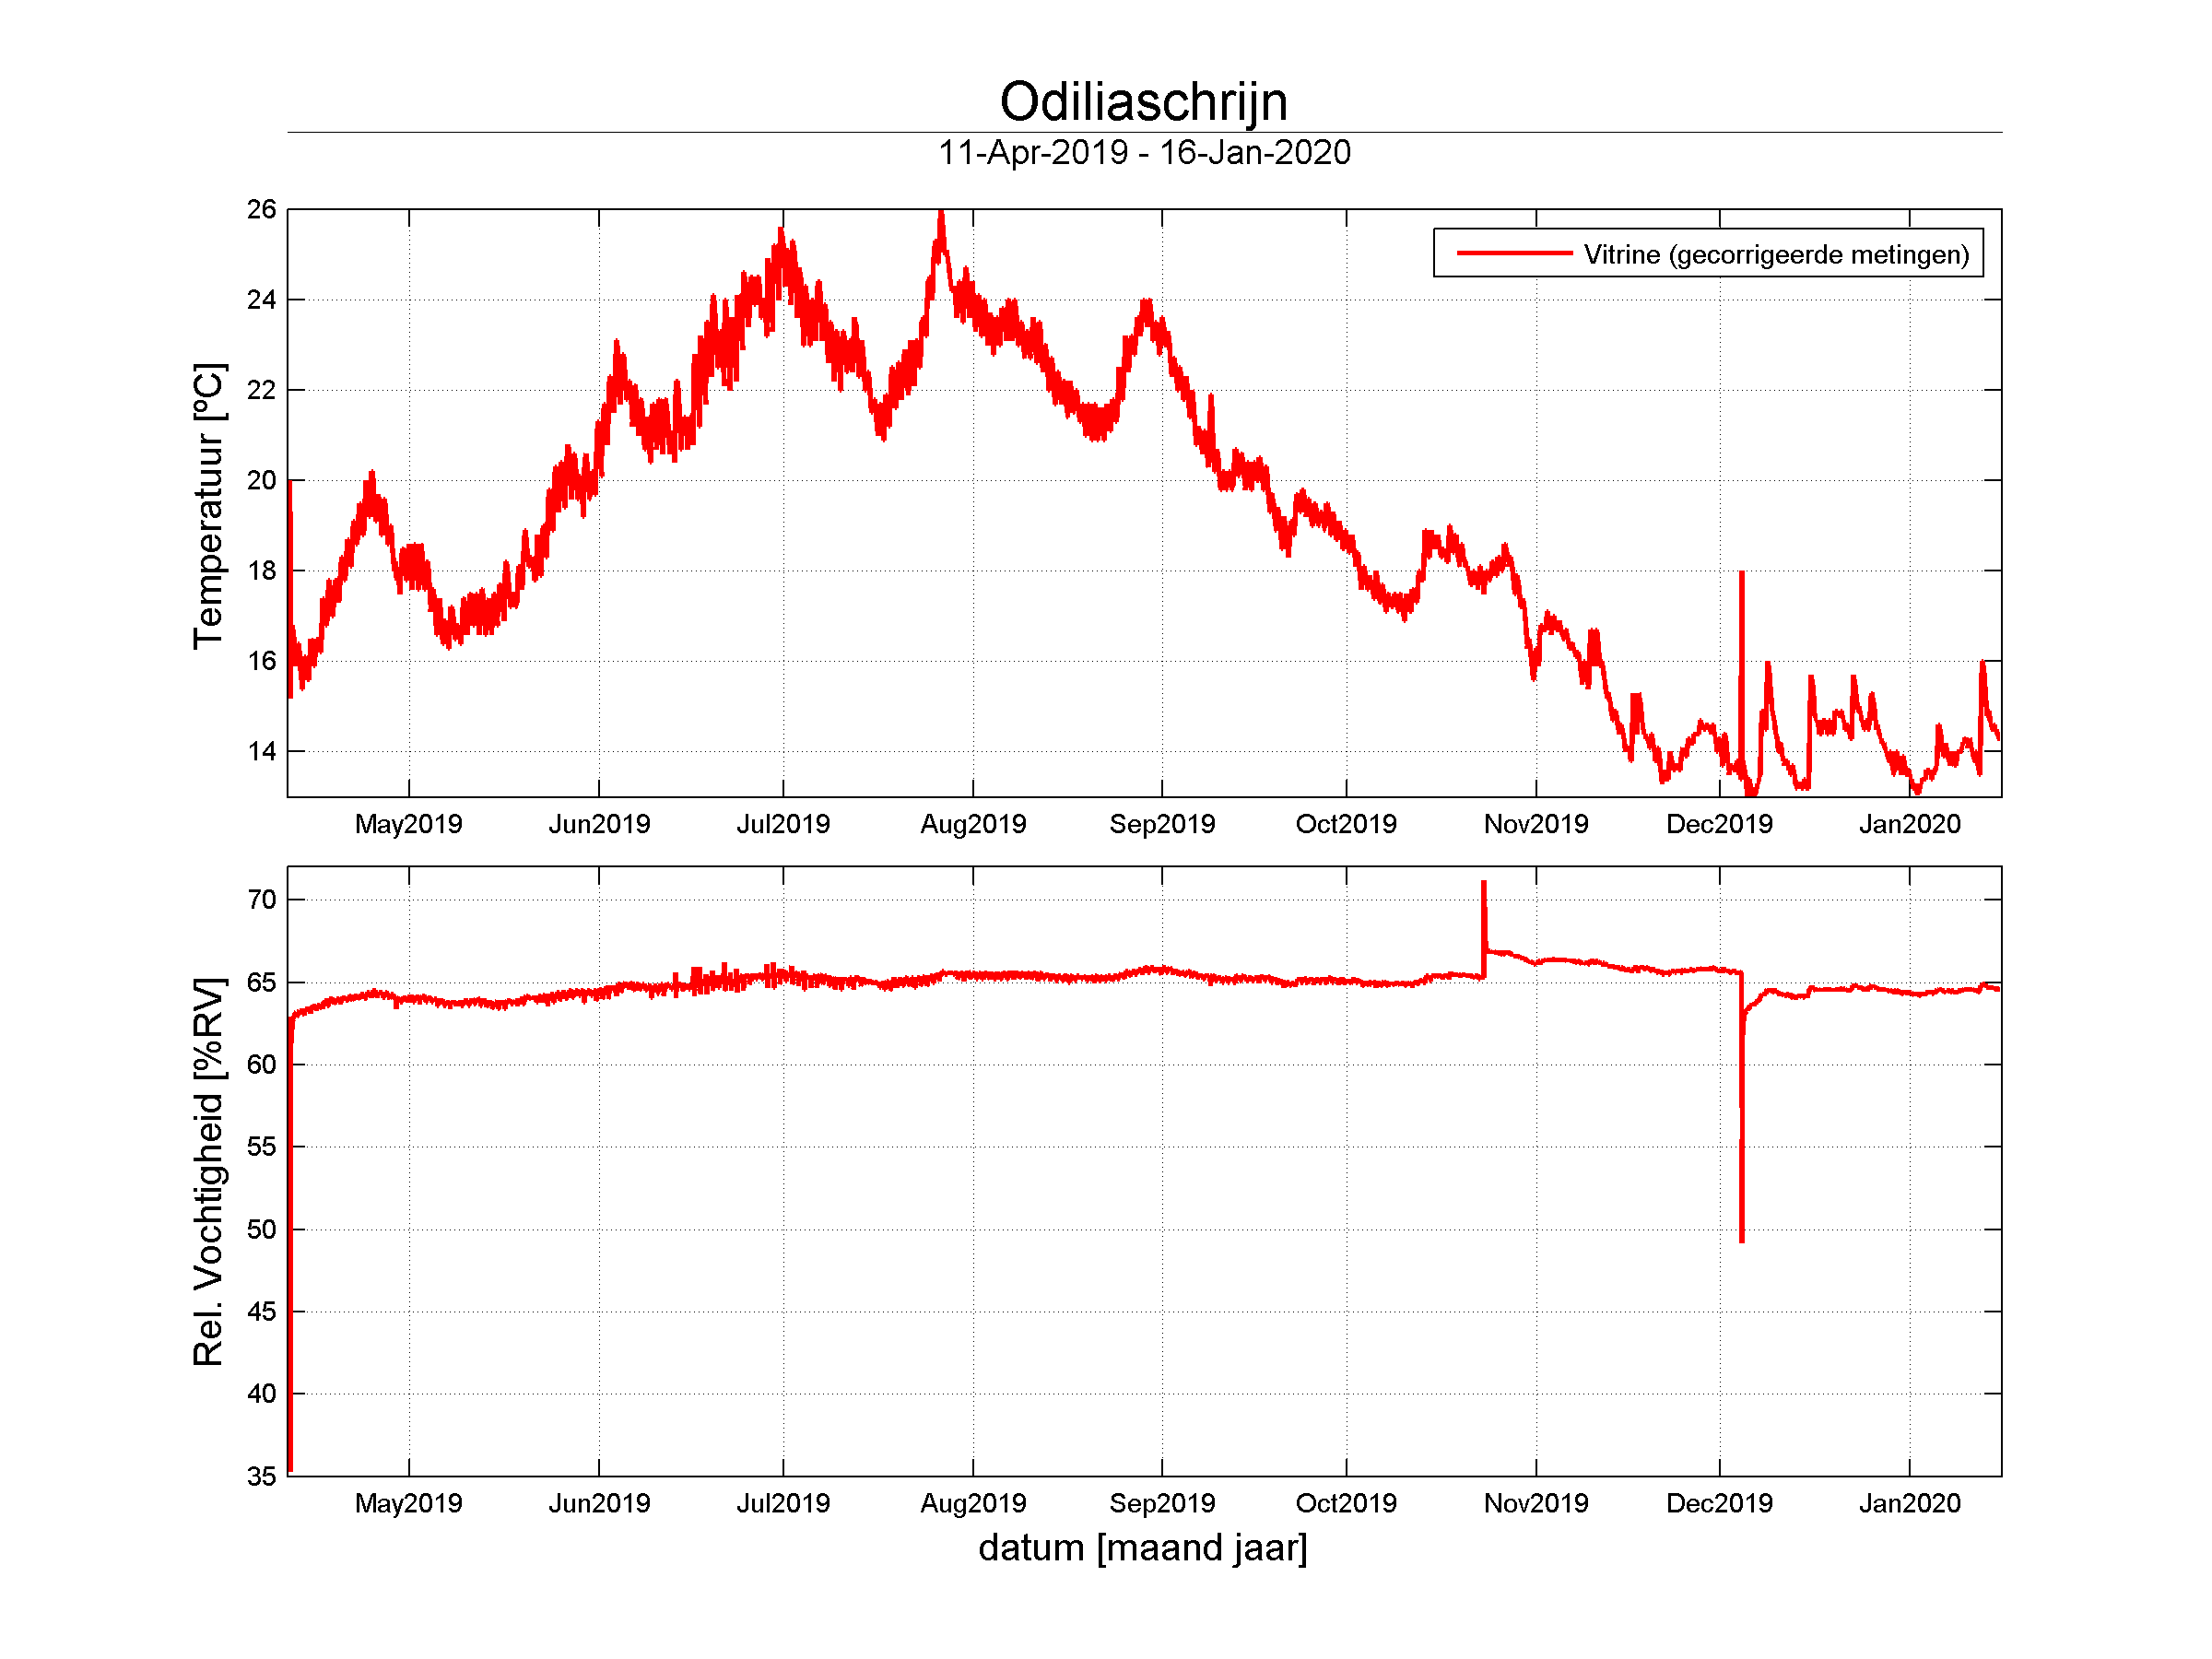 Odiliaschrijn
11-Apr-2019 - 16-Jan-2020
Temperatuur [ºC]
26
24
22
20
18
16
14
Vitrine (gecorrigeerde metingen)
May2019 Jun2019 Jul2019 Aug2019 Sep2019 Oct2019 Nov2019 Dec2019 Jan2020
Rel. Vochtigheid [%RV]
70
65
60
55
50
45
40
35
May2019 Jun2019 Jul2019 Aug2019 Sep2019 Oct2019 Nov2019 Dec2019 Jan2020
datum [maand jaar]